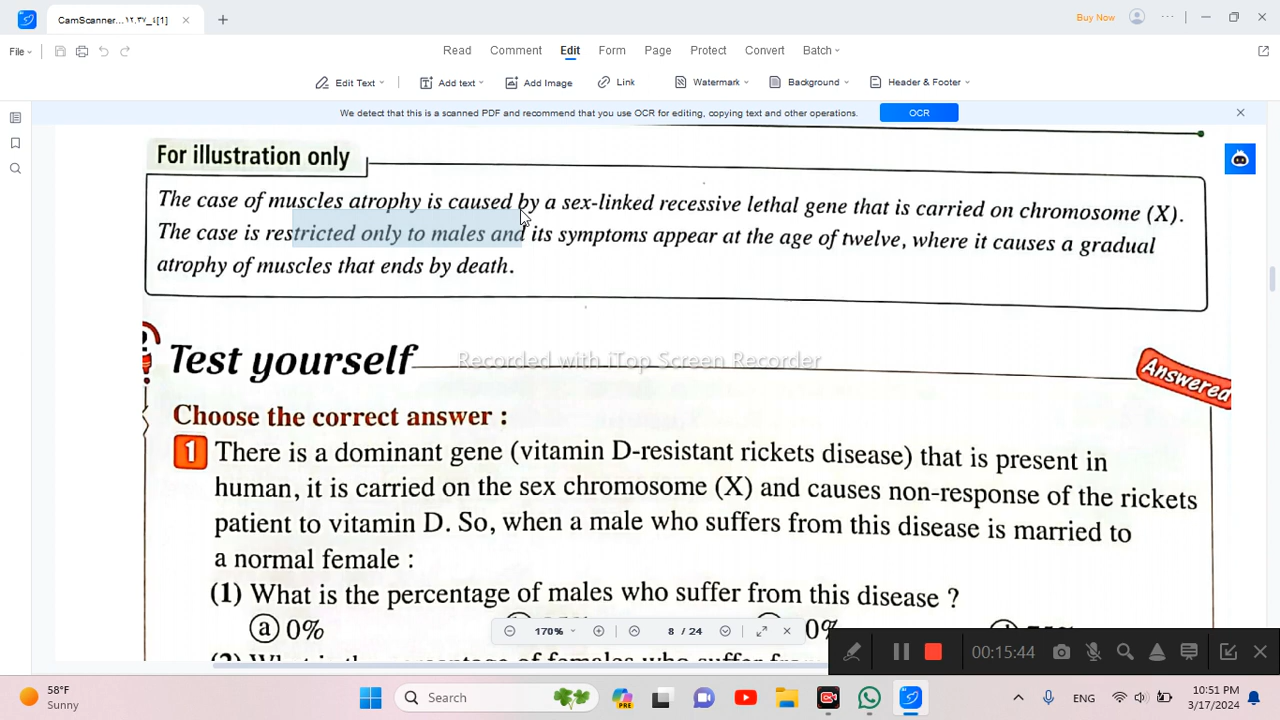 CamScanner
Buy Now
File
Read Comment Edit Form Page Protect Convert Batch
Edit Text Add text Add Image Link Watermark Background Header & Footer
We detect that this is a scanned PDF and recommend that you use OCR for editing, copying text and other operations. OCR
For illustration only
The case of muscles atrophy is caused by a sex-linked recessive lethal gene that is carried on chromosome (X).
The case is restricted only to males and its symptoms appear at the age of twelve, where it causes a gradual
atrophy of muscles that ends by death.
Test yourself
Recorded with iTop Screen Recorder
Answered
Choose the correct answer :
1 There is a dominant gene (vitamin D-resistant rickets disease) that is present in
human, it is carried on the sex chromosome (X) and causes non-response of the rickets
patient to vitamin D. So, when a male who suffers from this disease is married to
a normal female :
(1) What is the percentage of males who suffer from this disease ?
a 0%
170% 8 / 24
00:15:44
58°F
Sunny
Search
PRE
ENG
10:51 PM
3/17/2024